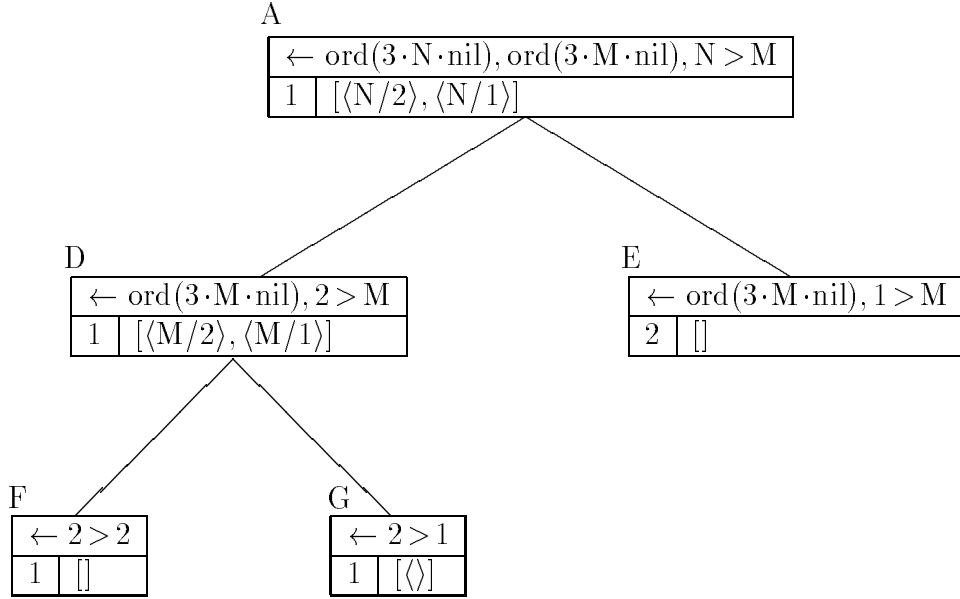 A
← ord(3·N·nil), ord(3·M·nil), N > M
1 [⟨N/2⟩, ⟨N/1⟩]
D
← ord(3·M·nil), 2 > M
1 [⟨M/2⟩, ⟨M/1⟩]
E
← ord(3·M·nil), 1 > M
2 []
F
← 2 > 2
1 []
G
← 2 > 1
1 [⟨⟩]